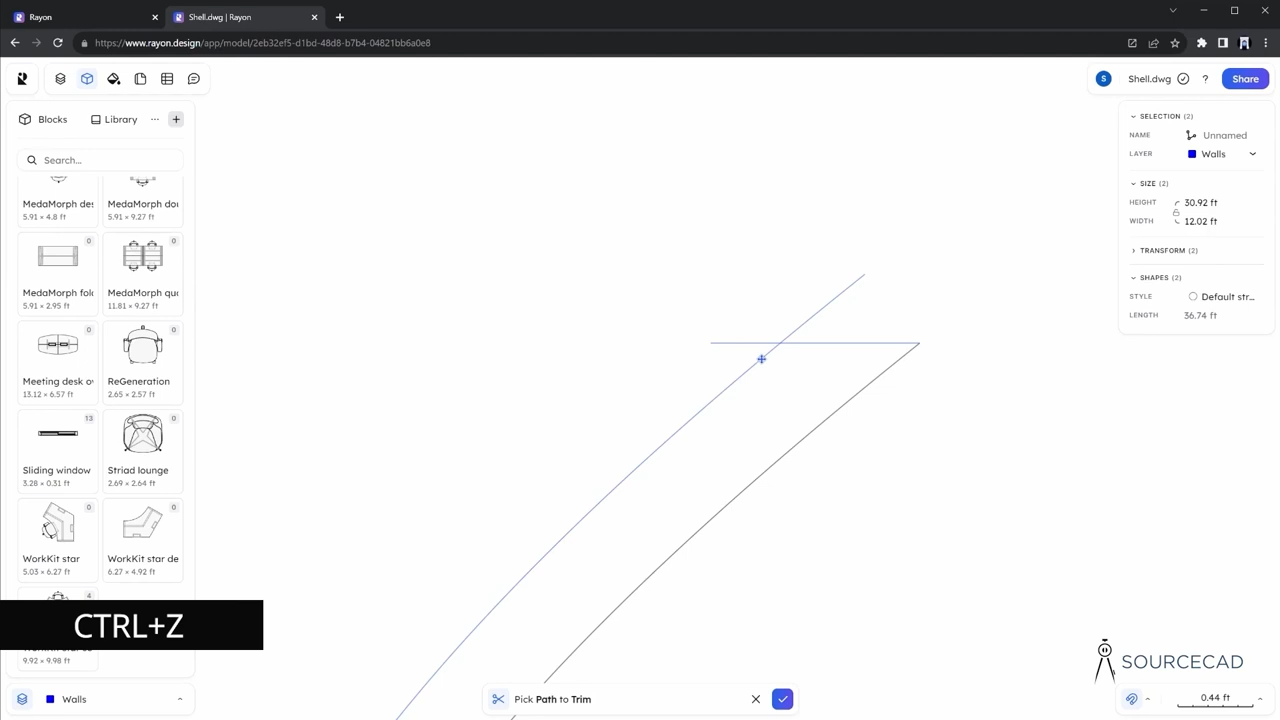 Rayon
Shell.dwg | Rayon
https://www.rayon.design/app/model/2eb32ef5-d1bd-48d8-b7b4-04821bb6a0e8
S
Shell.dwg
?
Share
Blocks
Library
Search...
MedaMorph des
5.91 × 4.8 ft
MedaMorph dou
5.91 × 9.27 ft
0
MedaMorph fold
5.91 × 2.95 ft
0
MedaMorph qua
11.81 × 9.27 ft
0
Meeting desk ov
13.12 × 6.57 ft
0
ReGeneration
2.65 × 2.57 ft
13
Sliding window
3.28 × 0.31 ft
0
Striad lounge
2.69 × 2.64 ft
0
WorkKit star
5.03 × 6.27 ft
0
WorkKit star de
6.27 × 4.92 ft
4
9.92 × 9.98 ft
CTRL+Z
Walls
Pick Path to Trim
SELECTION (2)
NAME Unnamed
LAYER Walls
SIZE (2)
HEIGHT 30.92 ft
WIDTH 12.02 ft
TRANSFORM (2)
SHAPES (2)
STYLE Default str...
LENGTH 36.74 ft
SOURCECAD
0.44 ft